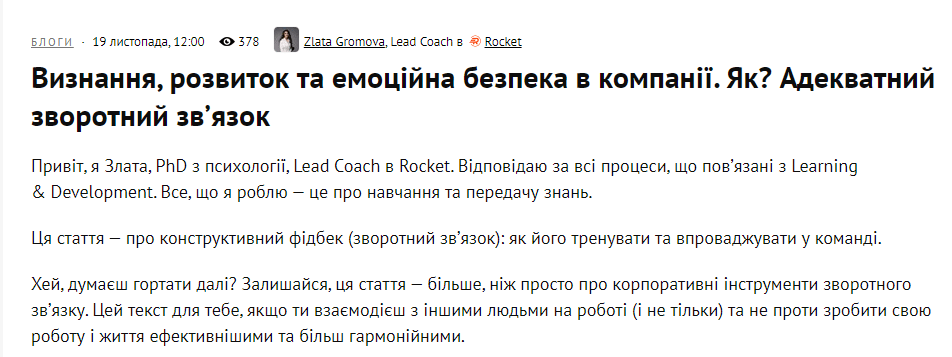 БЛОГИ · 19 листопада, 12:00 378 Zlata Gromova, Lead Coach в Rocket
Визнання, розвиток та емоційна безпека в компанії. Як? Адекватний
зворотний зв’язок
Привіт, я Злата, PhD з психології, Lead Coach в Rocket. Відповідаю за всі процеси, що пов’язані з Learning
& Development. Все, що я роблю — це про навчання та передачу знань.
Ця стаття — про конструктивний фідбек (зворотний зв’язок): як його тренувати та впроваджувати у команді.
Хей, думаєш гортати далі? Залишайся, ця стаття — більше, ніж просто про корпоративні інструменти зворотного
зв’язку. Цей текст для тебе, якщо ти взаємодієш з іншими людьми на роботі (і не тільки) та не проти зробити свою
роботу і життя ефективнішими та більш гармонійними.